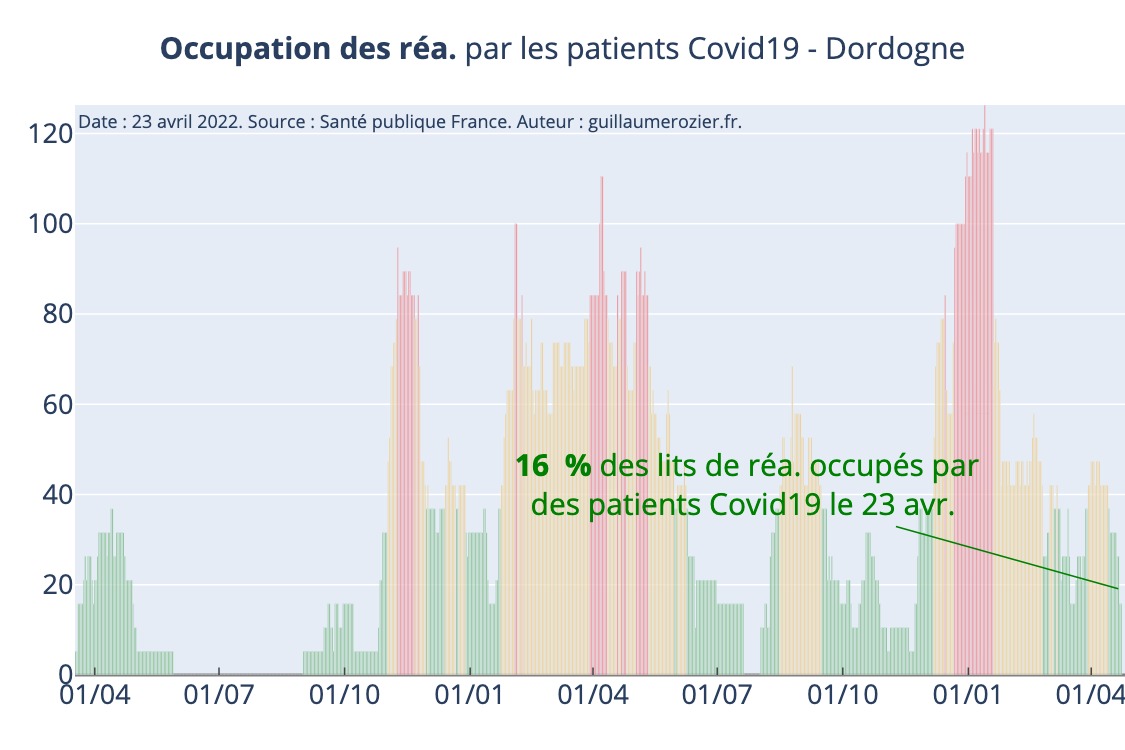 Occupation des réa. par les patients Covid19 - Dordogne
Date : 23 avril 2022. Source : Santé publique France. Auteur : guillaumerozier.fr.
120
100
80
60
40
20
0
16 % des lits de réa. occupés par
des patients Covid19 le 23 avr.
01/04 01/07 01/10 01/01 01/04 01/07 01/10 01/01 01/04